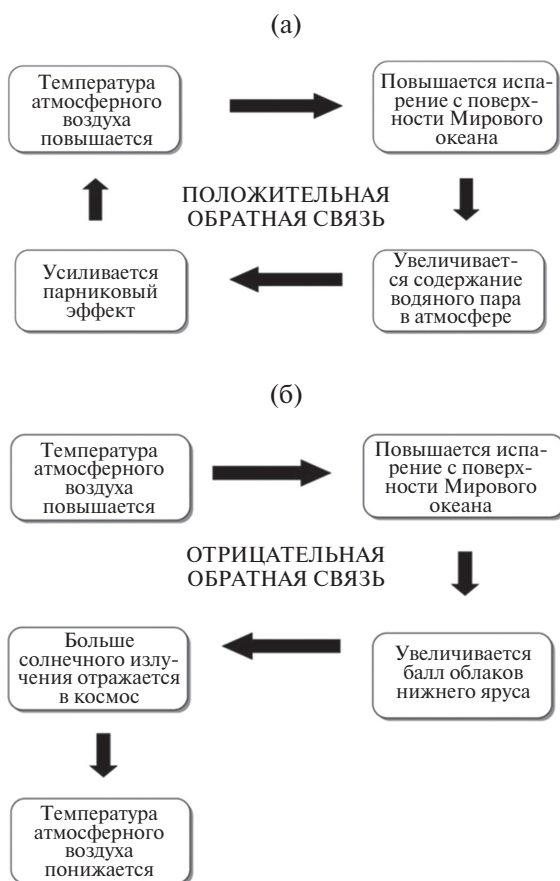 (а)
Температура
атмосферного
воздуха
повышается
Повышается испа-
рение с поверх-
ности Мирового
океана
ПОЛОЖИТЕЛЬНАЯ
ОБРАТНАЯ СВЯЗЬ
Усиливается
парниковый
эффект
Увеличивает-
ся содержание
водяного пара
в атмосфере
(б)
Температура
атмосферного
воздуха
повышается
Повышается испа-
рение с поверх-
ности Мирового
океана
ОТРИЦАТЕЛЬНАЯ
ОБРАТНАЯ СВЯЗЬ
Больше
солнечного излу-
чения отражается
в космос
Увеличивается
балл облаков
нижнего яруса
Температура
атмосферного
воздуха
понижается